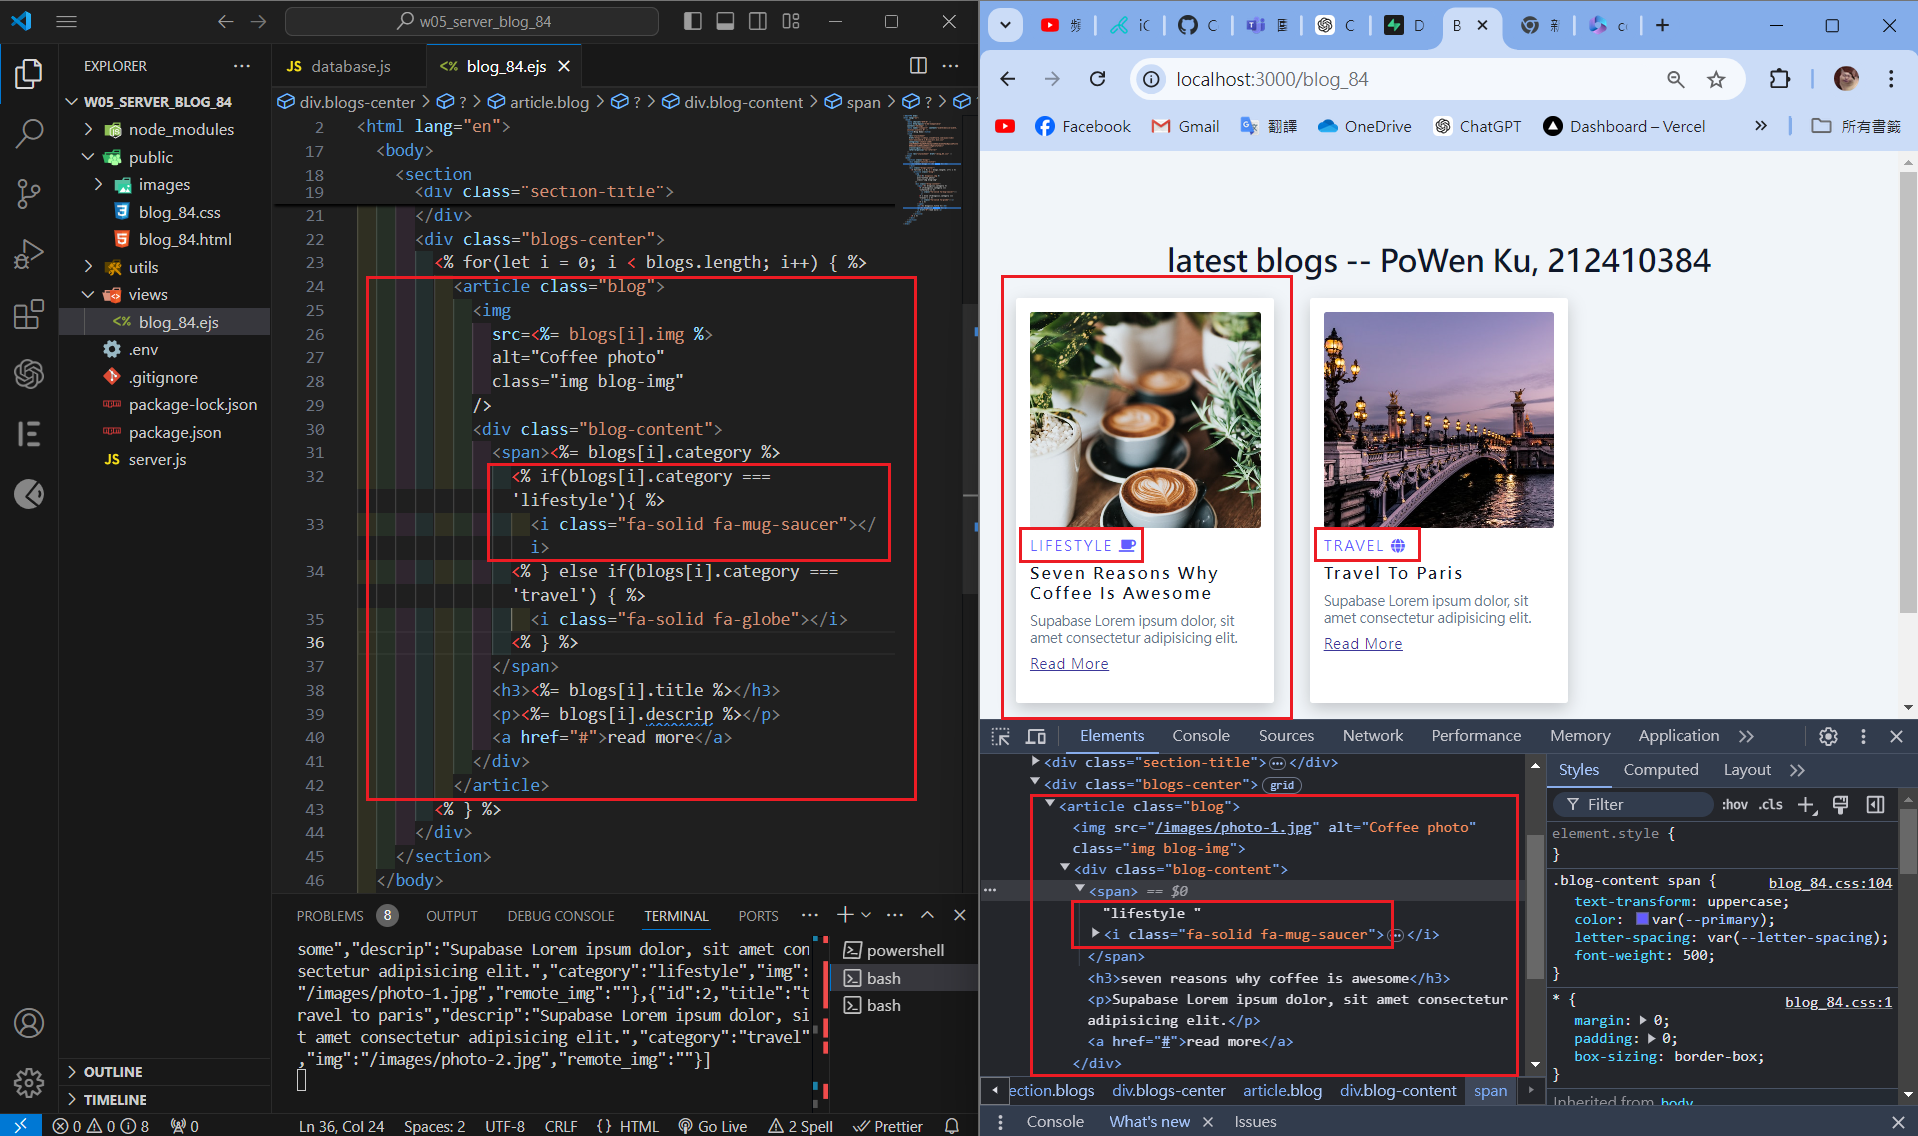 w05_server_blog_84
EXPLORER
W05_SERVER_BLOG_84
node_modules
public
images
blog_84.css
blog_84.html
utils
views
<% blog_84.ejs
.env
.gitignore
package-lock.json
package.json
JS server.js
OUTLINE
TIMELINE
JS database.js
<% blog_84.ejs
div.blogs-center > ? > article.blog > ? > div.blog-content > span > ? >
2 <html lang="en">
17 <body>
18 <section
19 <div class="section-title">
21 </div>
22 <div class="blogs-center">
23 <% for(let i = 0; i < blogs.length; i++) { %>
24 <article class="blog">
25 <img
26 src=<%= blogs[i].img %>
27 alt="Coffee photo"
28 class="img blog-img"
29 />
30 <div class="blog-content">
31 <span><%= blogs[i].category %>
32 <% if(blogs[i].category ===
'lifestyle'){ %>
33 <i class="fa-solid fa-mug-saucer"></
i>
34 <% } else if(blogs[i].category ===
'travel') { %>
35 <i class="fa-solid fa-globe"></i>
36 <% } %>
37 </span>
38 <h3><%= blogs[i].title %></h3>
39 <p><%= blogs[i].descrip %></p>
40 <a href="#">read more</a>
41 </div>
42 </article>
43 <% } %>
44 </div>
45 </section>
46 </body>
PROBLEMS 8 OUTPUT DEBUG CONSOLE TERMINAL PORTS
some","descrip":"Supabase Lorem ipsum dolor, sit amet con
sectetur adipisicing elit.","category":"lifestyle","img":
"/images/photo-1.jpg","remote_img":""},{"id":2,"title":"t
ravel to paris","descrip":"Supabase Lorem ipsum dolor, si
t amet consectetur adipisicing elit.","category":"travel"
,"img":"/images/photo-2.jpg","remote_img":""}]
powershell
bash
bash
0 0 8 0 Ln 36, Col 24 Spaces: 2 UTF-8 CRLF {} HTML Go Live 2 Spell Prettier
iC C C D B
localhost:3000/blog_84
Facebook Gmail 翻譯 OneDrive ChatGPT Dashboard – Vercel » 所有書籤
latest blogs -- PoWen Ku, 212410384
LIFESTYLE
Seven Reasons Why
Coffee Is Awesome
Supabase Lorem ipsum dolor, sit
amet consectetur adipisicing elit.
Read More
TRAVEL
Travel To Paris
Supabase Lorem ipsum dolor, sit
amet consectetur adipisicing elit.
Read More
Elements Console Sources Network Performance Memory Application »
<div class="section-title">…</div>
<div class="blogs-center"> grid
<article class="blog">
<img src="/images/photo-1.jpg" alt="Coffee photo"
class="img blog-img">
<div class="blog-content">
<span> == $0
"lifestyle "
<i class="fa-solid fa-mug-saucer">…</i>
</span>
<h3>seven reasons why coffee is awesome</h3>
<p>Supabase Lorem ipsum dolor, sit amet consectetur
adipisicing elit.</p>
<a href="#">read more</a>
</div>
ection.blogs div.blogs-center article.blog div.blog-content span
Styles Computed Layout »
Filter :hov .cls
element.style {
}
.blog-content span { blog_84.css:104
text-transform: uppercase;
color: var(--primary);
letter-spacing: var(--letter-spacing);
font-weight: 500;
}
* { blog_84.css:1
margin: 0;
padding: 0;
box-sizing: border-box;
}
Inherited from body
Console What's new Issues